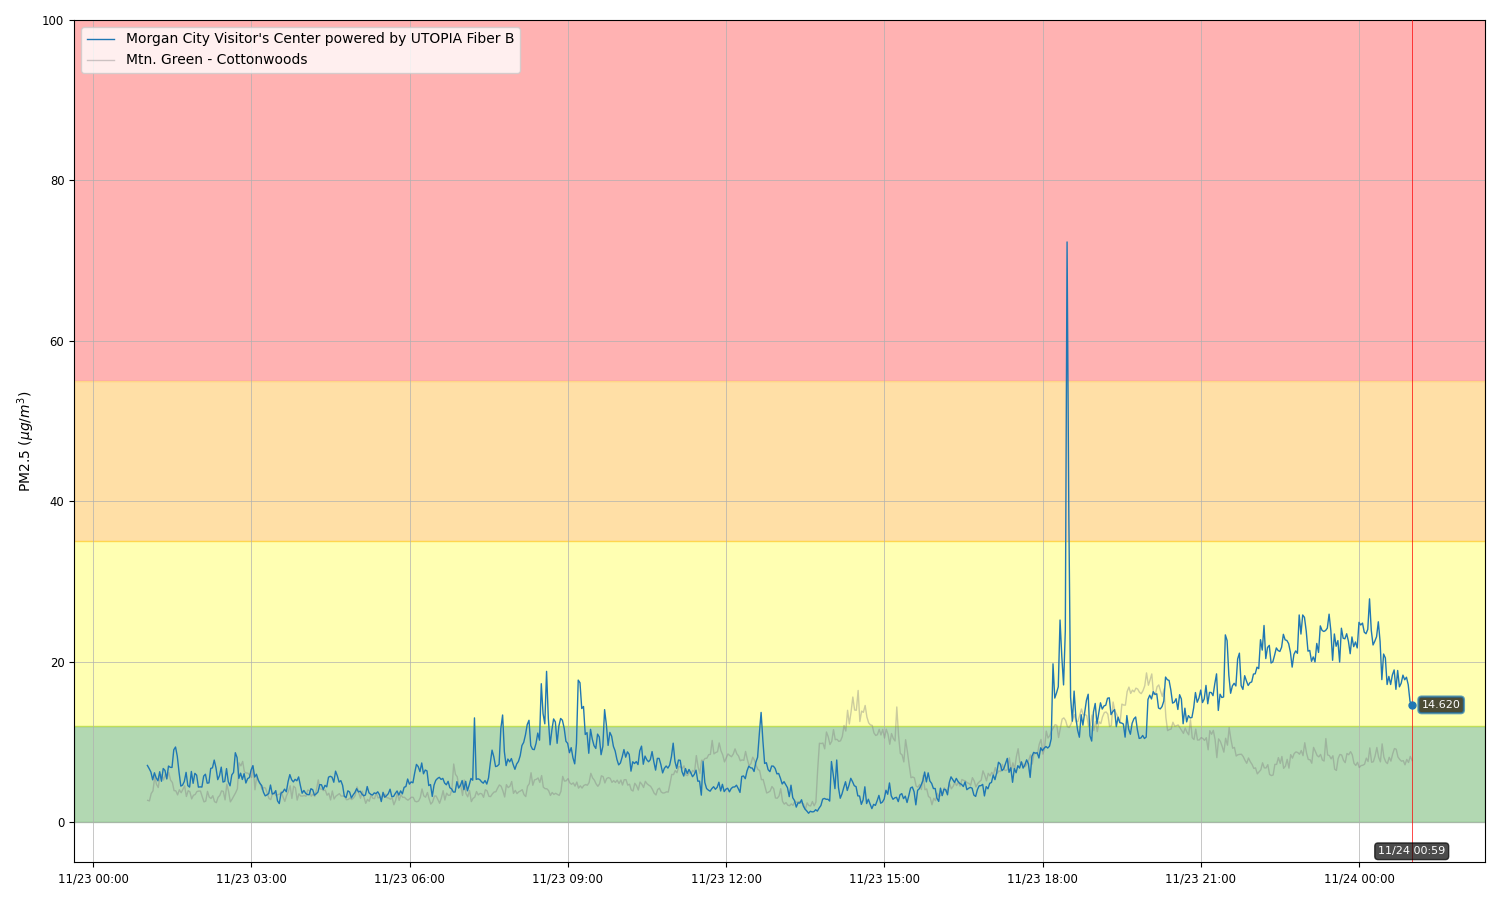 100
Morgan City Visitor's Center powered by UTOPIA Fiber B
Mtn. Green - Cottonwoods
80
60
PM2.5 (μg/m³)
40
20
14.620
0
11/24 00:59
11/23 00:00 11/23 03:00 11/23 06:00 11/23 09:00 11/23 12:00 11/23 15:00 11/23 18:00 11/23 21:00 11/24 00:00